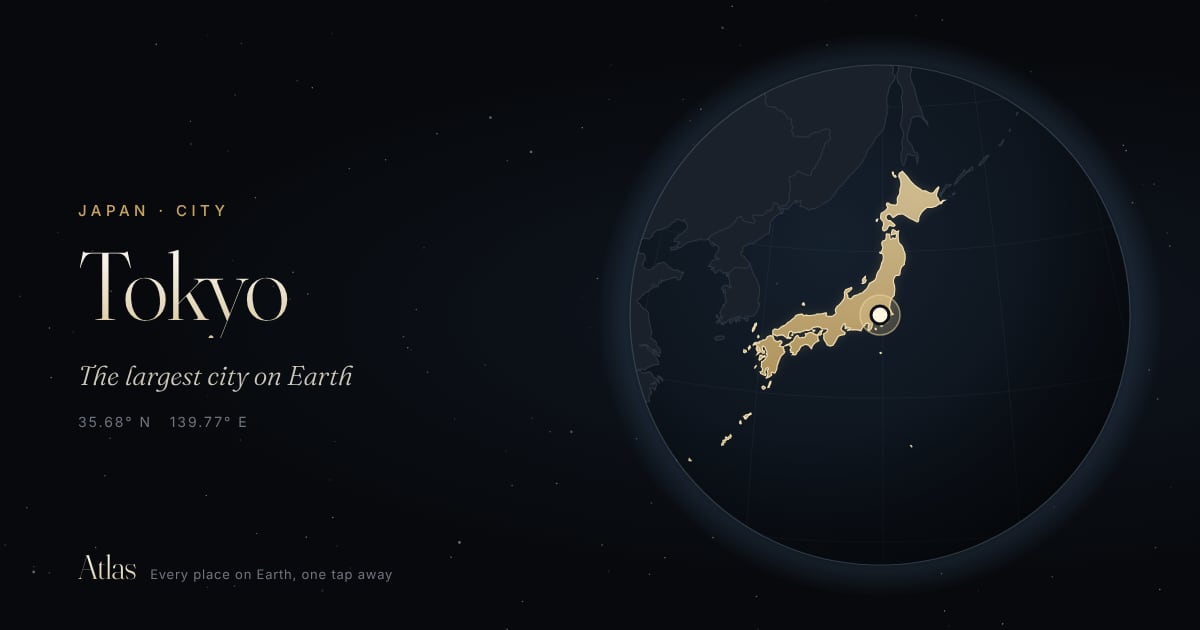 JAPAN · CITY
Tokyo
The largest city on Earth
35.68° N 139.77° E
Atlas Every place on Earth, one tap away